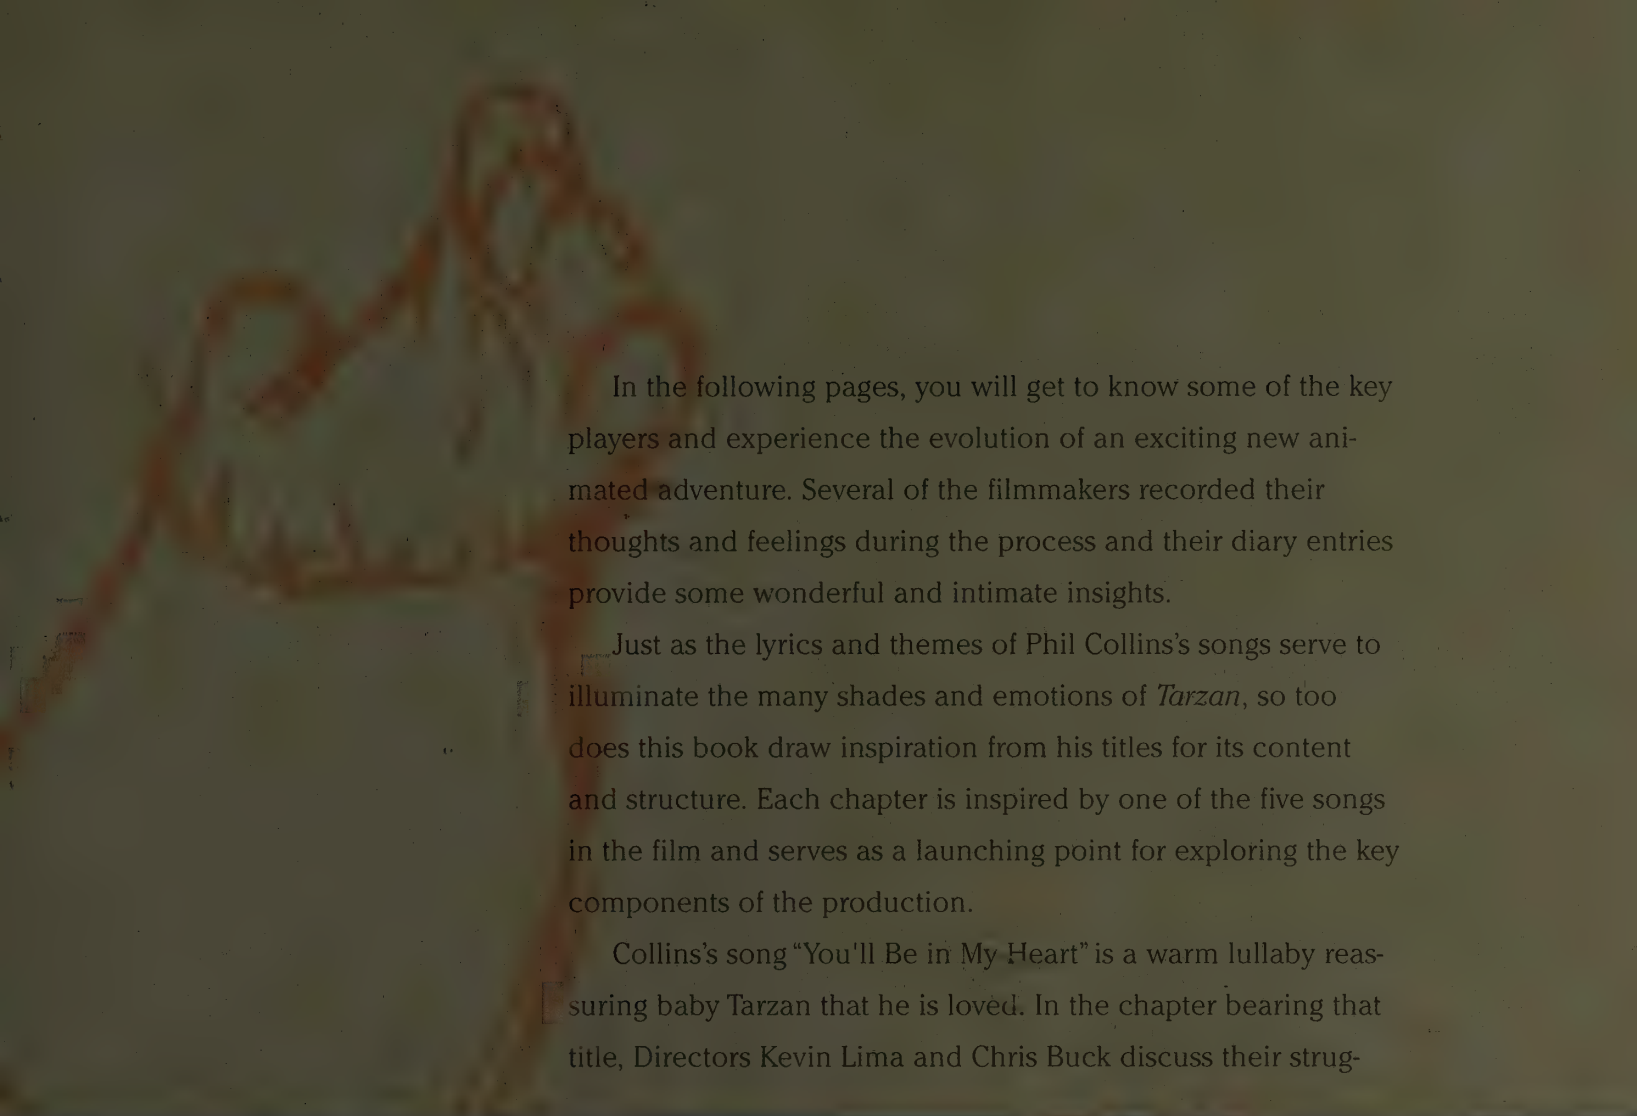 In the following pages, you will get to know some of the key
players and experience the evolution of an exciting new ani-
mated adventure. Several of the filmmakers recorded their
thoughts and feelings during the process and their diary entries
provide some wonderful and intimate insights.
Just as the lyrics and themes of Phil Collins's songs serve to
illuminate the many shades and emotions of Tarzan, so too
does this book draw inspiration from his titles for its content
and structure. Each chapter is inspired by one of the five songs
in the film and serves as a launching point for exploring the key
components of the production.
Collins's song “You'll Be in My Heart” is a warm lullaby reas-
suring baby Tarzan that he is loved. In the chapter bearing that
title, Directors Kevin Lima and Chris Buck discuss their strug-